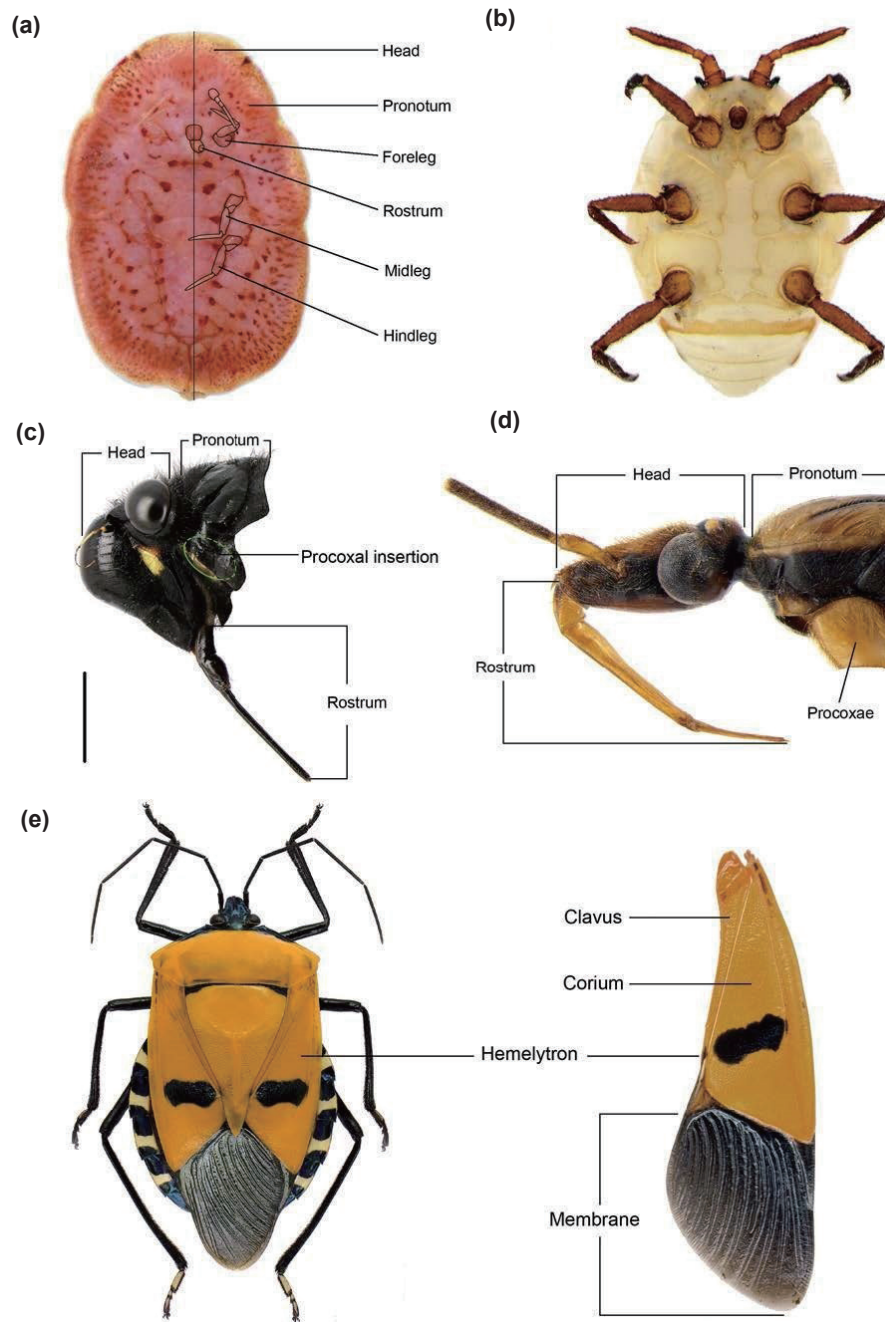 (a)
Head
Pronotum
Foreleg
Rostrum
Midleg
Hindleg
(b)
(c)
Head
Pronotum
Procoxal insertion
Rostrum
(d)
Head
Pronotum
Rostrum
Procoxae
(e)
Clavus
Corium
Hemelytron
Membrane